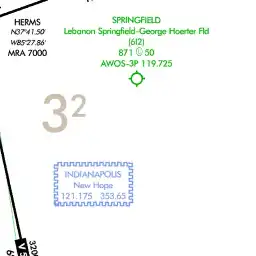 HERMS
N37°41.50'
W85°27.86'
MRA 7000
SPRINGFIELD
Lebanon Springfield-George Hoerter Fld
(6I2)
871 50
AWOS-3P 119.725
3²
INDIANAPOLIS
New Hope
121.175 353.65
320
V